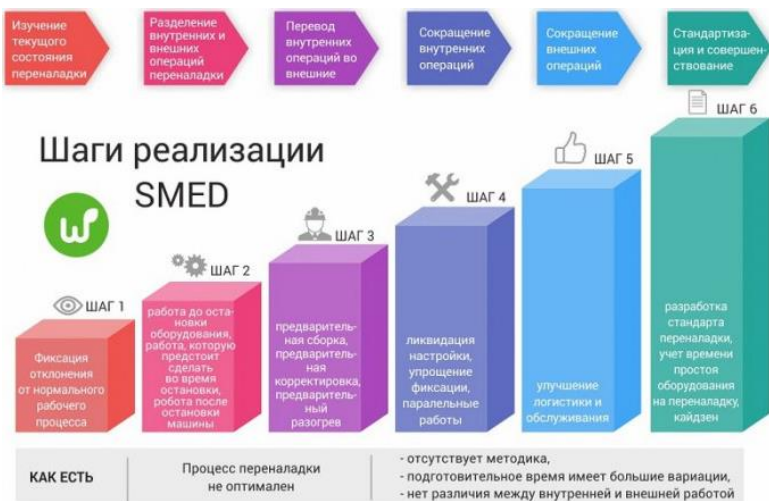 Изучение
текущего
состояния
переналадки
Разделение
внутренних и
внешних
операций
переналадки
Перевод
внутренних
операций во
внешние
Сокращение
внутренних
операций
Сокращение
внешних
операций
Стандартиза-
ция и совершен-
ствование
Шаги реализации
SMED
ШАГ 1
ШАГ 2
ШАГ 3
ШАГ 4
ШАГ 5
ШАГ 6
Фиксация
отклонения
от нормального
рабочего
процесса
работа до оста-
новки
оборудования,
работа, которую
предстоит
сделать
во время
остановки,
робота после
остановки
машины
предваритель-
ная сборка,
предваритель-
ная
корректировка,
предваритель-
ный
разогрев
ликвидация
настройки,
упрощение
фиксации,
паралельные
работы
улучшение
логистики и
обслуживания
разработка
стандарта
переналадки,
учет времени
простоя
оборудования
на переналадку,
кайдзен
КАК ЕСТЬ
Процесс переналадки
не оптимален
- отсутствует методика,
- подготовительное время имеет большие вариации,
- нет различия между внутренней и внешней работой